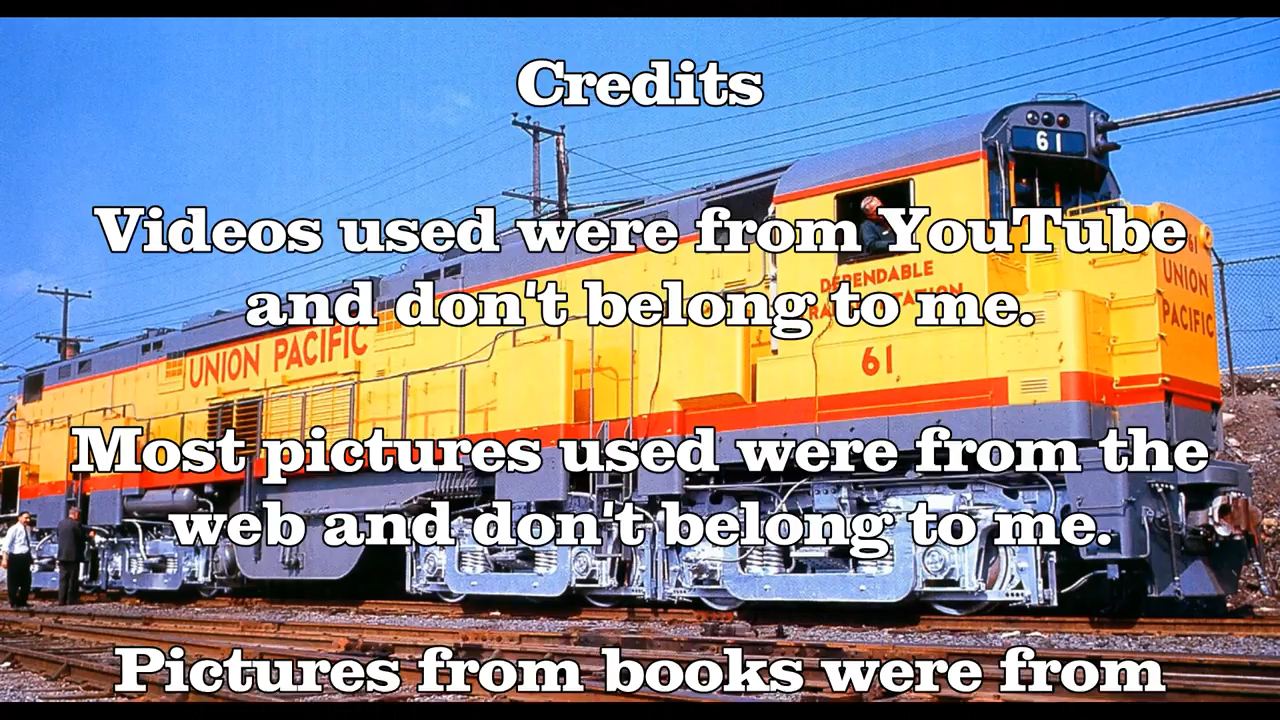 Credits
61
Videos used were from YouTube
and don't belong to me.
DEPENDABLE
61
UNION
PACIFIC
UNION PACIFIC
61
Most pictures used were from the
web and don't belong to me.
Pictures from books were from